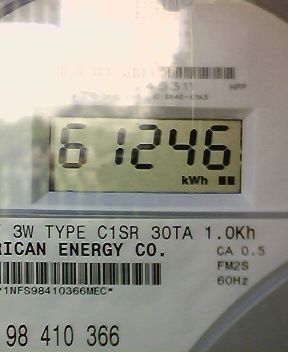 61246
kWh
3W TYPE C1SR 30TA 1.0Kh
RICAN ENERGY CO.
CA 0.5
FM2S
60Hz
1NFS98410366MEC*
98 410 366